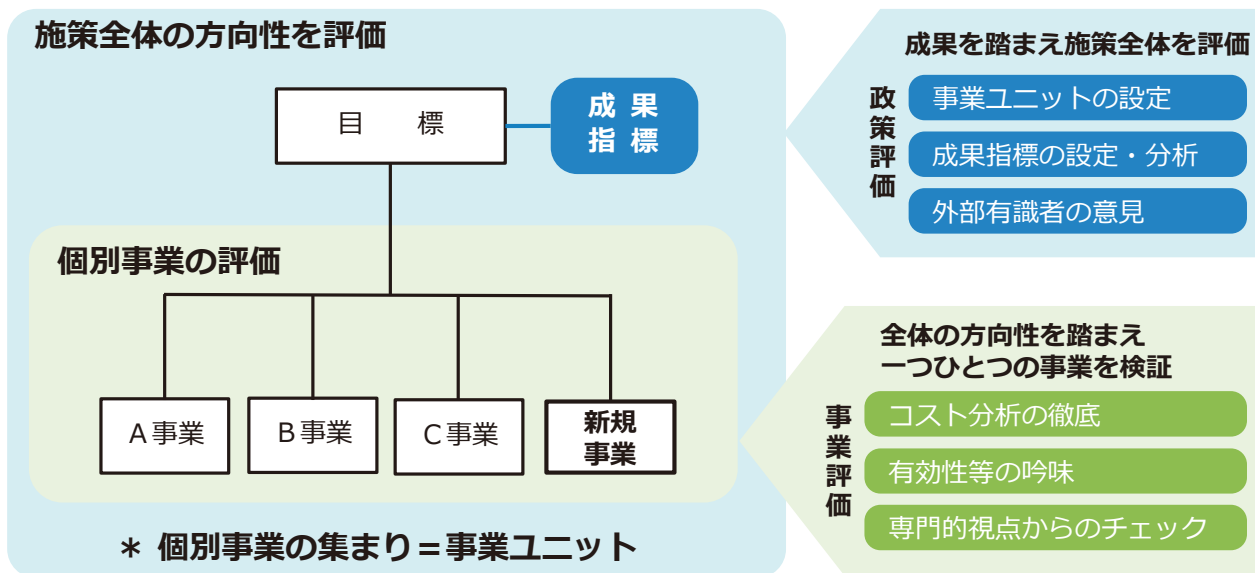 施策全体の方向性を評価
目　標
成 果
指 標
個別事業の評価
A事業
B事業
C事業
新規
事業
＊ 個別事業の集まり＝事業ユニット
成果を踏まえ施策全体を評価
政策評価
事業ユニットの設定
成果指標の設定・分析
外部有識者の意見
全体の方向性を踏まえ
一つひとつの事業を検証
事業評価
コスト分析の徹底
有効性等の吟味
専門的視点からのチェック